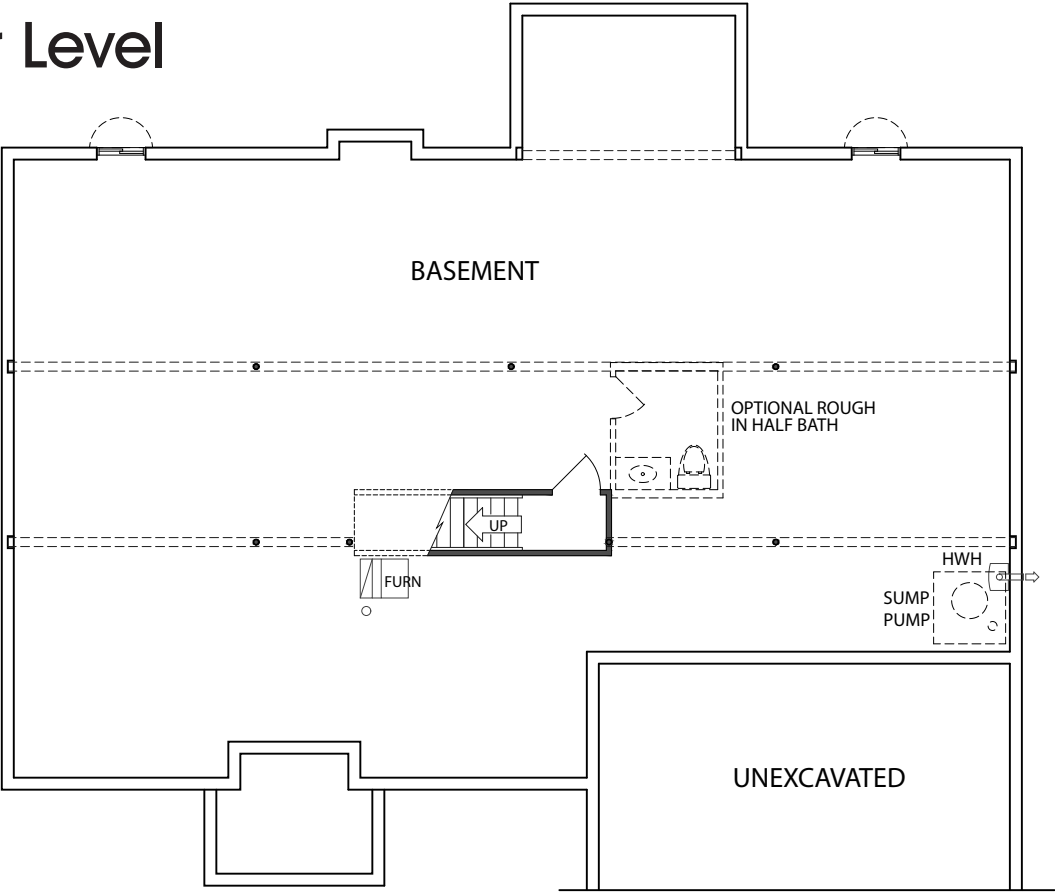 Level
BASEMENT
OPTIONAL ROUGH
IN HALF BATH
UP
FURN
HWH
SUMP
PUMP
UNEXCAVATED